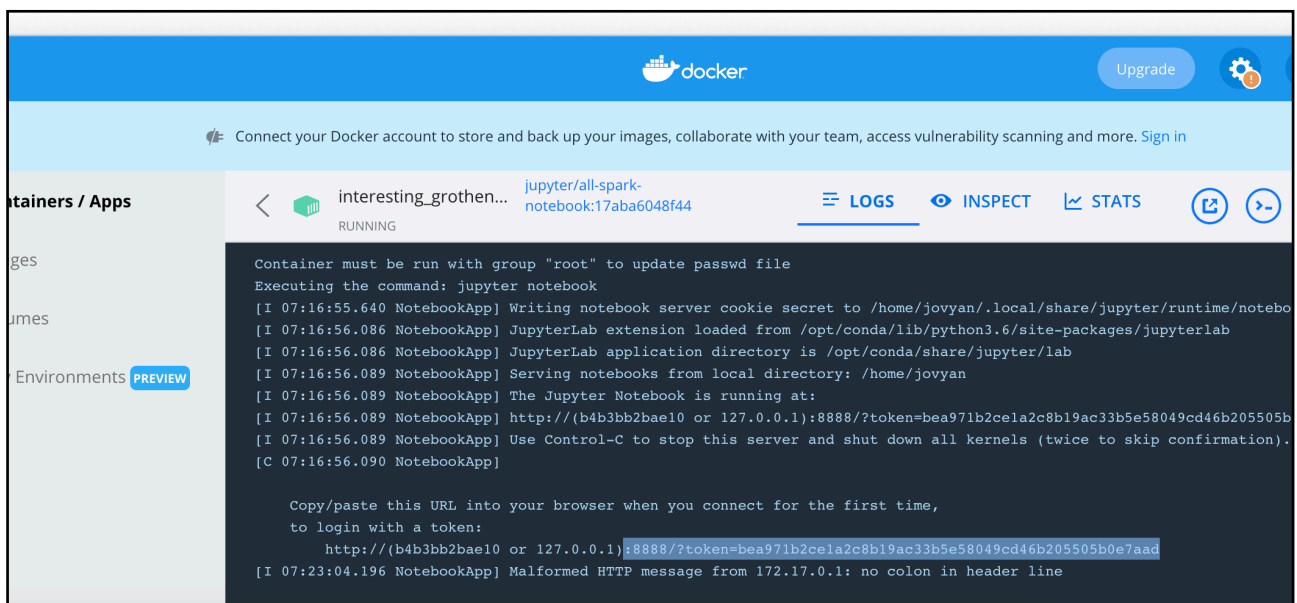 docker
Upgrade
Connect your Docker account to store and back up your images, collaborate with your team, access vulnerability scanning and more. Sign in
ntainers / Apps
ges
umes
Environments PREVIEW
interesting_grothen...
RUNNING
jupyter/all-spark-
notebook:17aba6048f44
LOGS
INSPECT
STATS
Container must be run with group "root" to update passwd file
Executing the command: jupyter notebook
[I 07:16:55.640 NotebookApp] Writing notebook server cookie secret to /home/jovyan/.local/share/jupyter/runtime/notebo
[I 07:16:56.086 NotebookApp] JupyterLab extension loaded from /opt/conda/lib/python3.6/site-packages/jupyterlab
[I 07:16:56.086 NotebookApp] JupyterLab application directory is /opt/conda/share/jupyter/lab
[I 07:16:56.089 NotebookApp] Serving notebooks from local directory: /home/jovyan
[I 07:16:56.089 NotebookApp] The Jupyter Notebook is running at:
[I 07:16:56.089 NotebookApp] http://(b4b3bb2bae10 or 127.0.0.1):8888/?token=bea971b2ce1a2c8b19ac33b5e58049cd46b205505b
[I 07:16:56.089 NotebookApp] Use Control-C to stop this server and shut down all kernels (twice to skip confirmation).
[C 07:16:56.090 NotebookApp]
Copy/paste this URL into your browser when you connect for the first time,
to login with a token:
http://(b4b3bb2bae10 or 127.0.0.1):8888/?token=bea971b2ce1a2c8b19ac33b5e58049cd46b205505b0e7aad
[I 07:23:04.196 NotebookApp] Malformed HTTP message from 172.17.0.1: no colon in header line